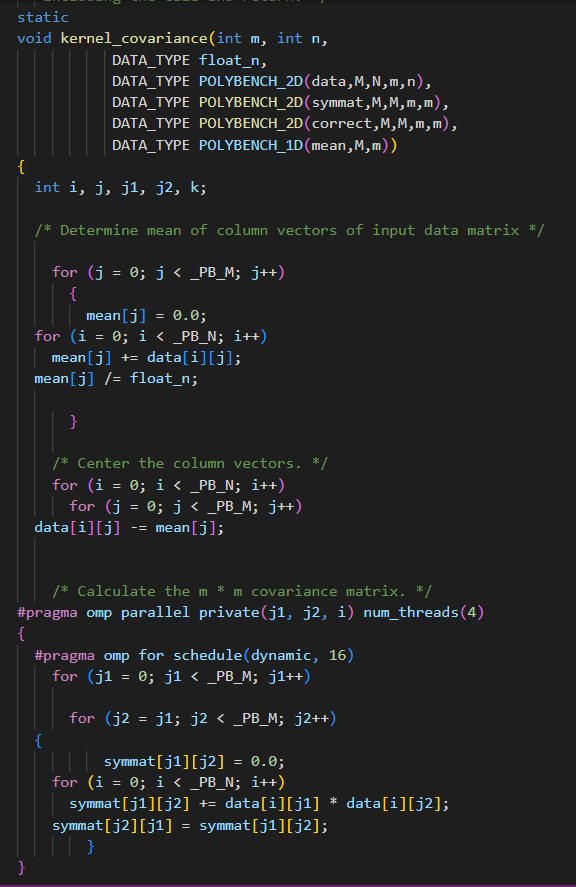 static
void kernel_covariance(int m, int n,
DATA_TYPE float_n,
DATA_TYPE POLYBENCH_2D(data,M,N,m,n),
DATA_TYPE POLYBENCH_2D(symmat,M,M,m,m),
DATA_TYPE POLYBENCH_2D(correct,M,M,m,m),
DATA_TYPE POLYBENCH_1D(mean,M,m))
{
int i, j, j1, j2, k;
/* Determine mean of column vectors of input data matrix */
for (j = 0; j < _PB_M; j++)
{
mean[j] = 0.0;
for (i = 0; i < _PB_N; i++)
mean[j] += data[i][j];
mean[j] /= float_n;
}
/* Center the column vectors. */
for (i = 0; i < _PB_N; i++)
for (j = 0; j < _PB_M; j++)
data[i][j] -= mean[j];
/* Calculate the m * m covariance matrix. */
#pragma omp parallel private(j1, j2, i) num_threads(4)
{
#pragma omp for schedule(dynamic, 16)
for (j1 = 0; j1 < _PB_M; j1++)
for (j2 = j1; j2 < _PB_M; j2++)
{
symmat[j1][j2] = 0.0;
for (i = 0; i < _PB_N; i++)
symmat[j1][j2] += data[i][j1] * data[i][j2];
symmat[j2][j1] = symmat[j1][j2];
}
}